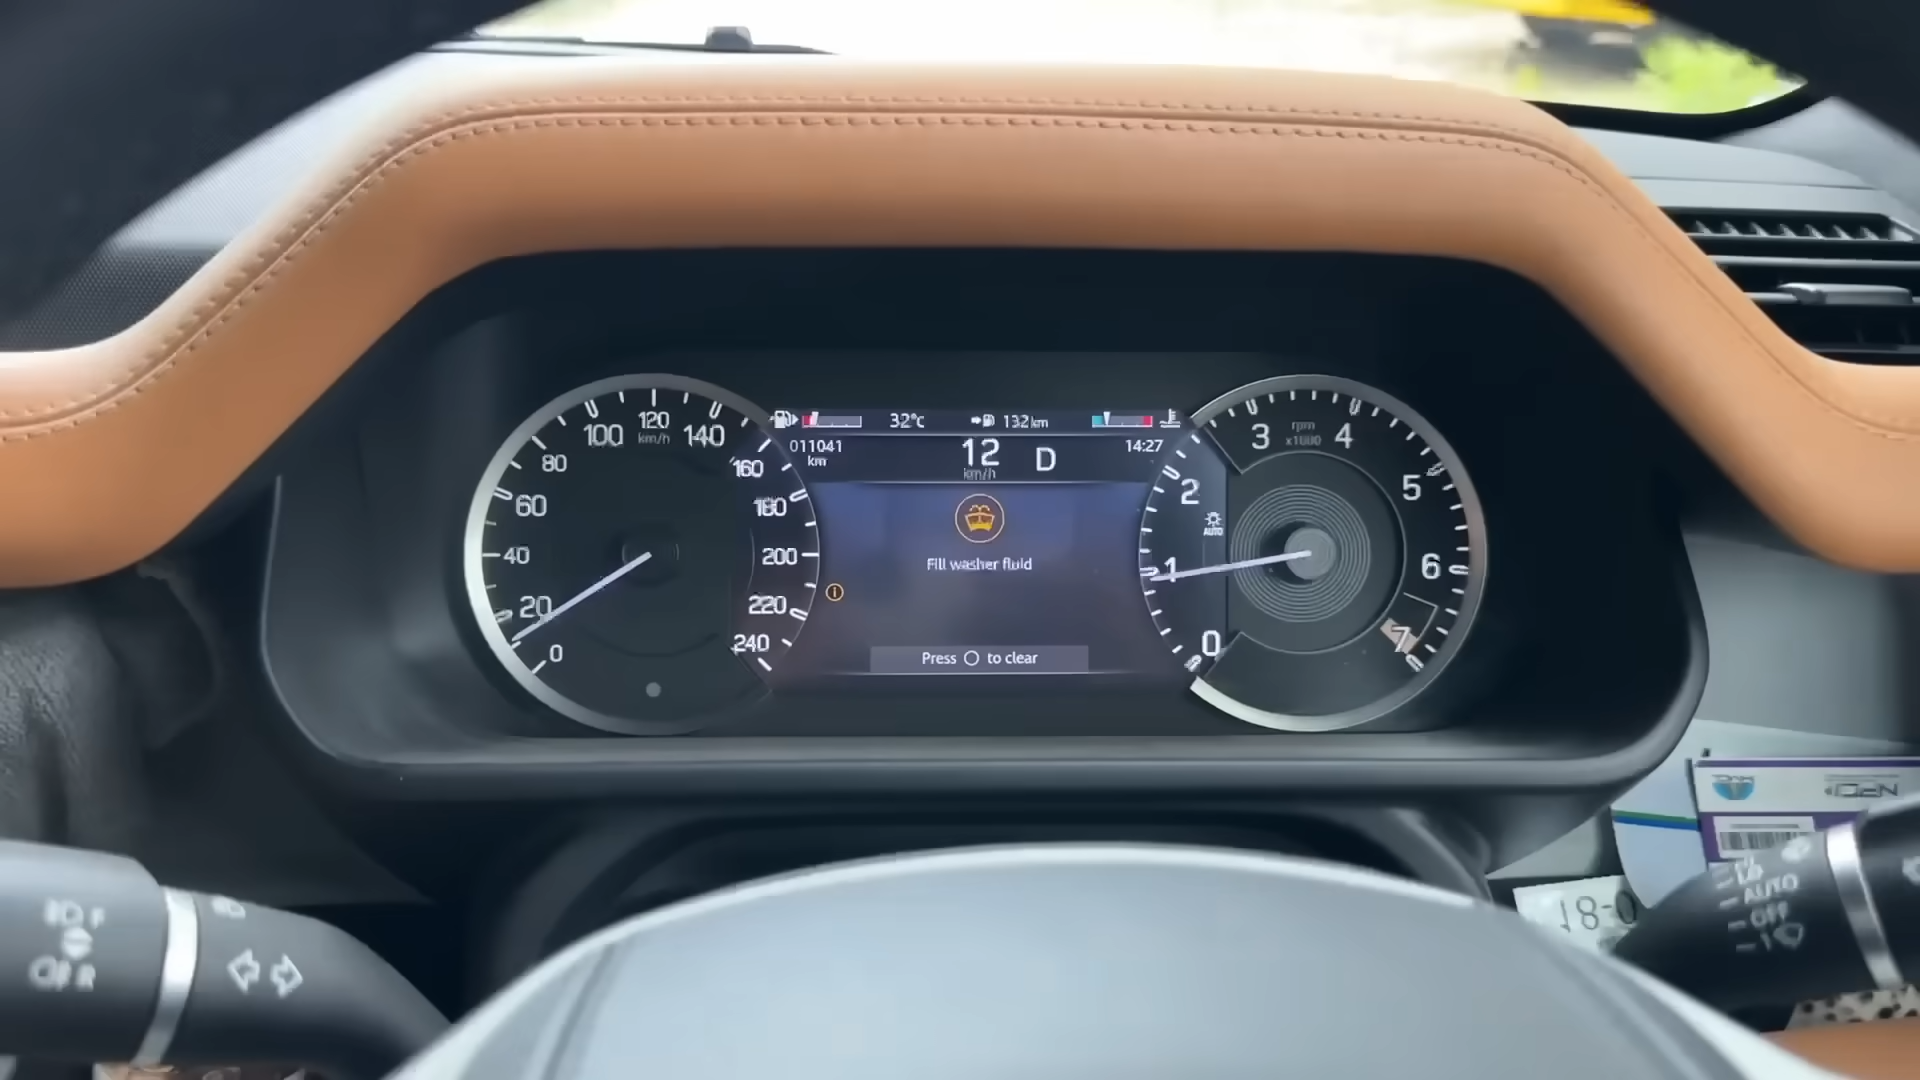 32°c
132km
011041
km
12
km/h
D
14:27
Fill washer fluid
Press to clear
0
20
40
60
80
100
120
km/h
140
160
180
200
220
240
0
1
2
3
rpm
x1000
4
5
6
7
AUTO
AUTO
OFF